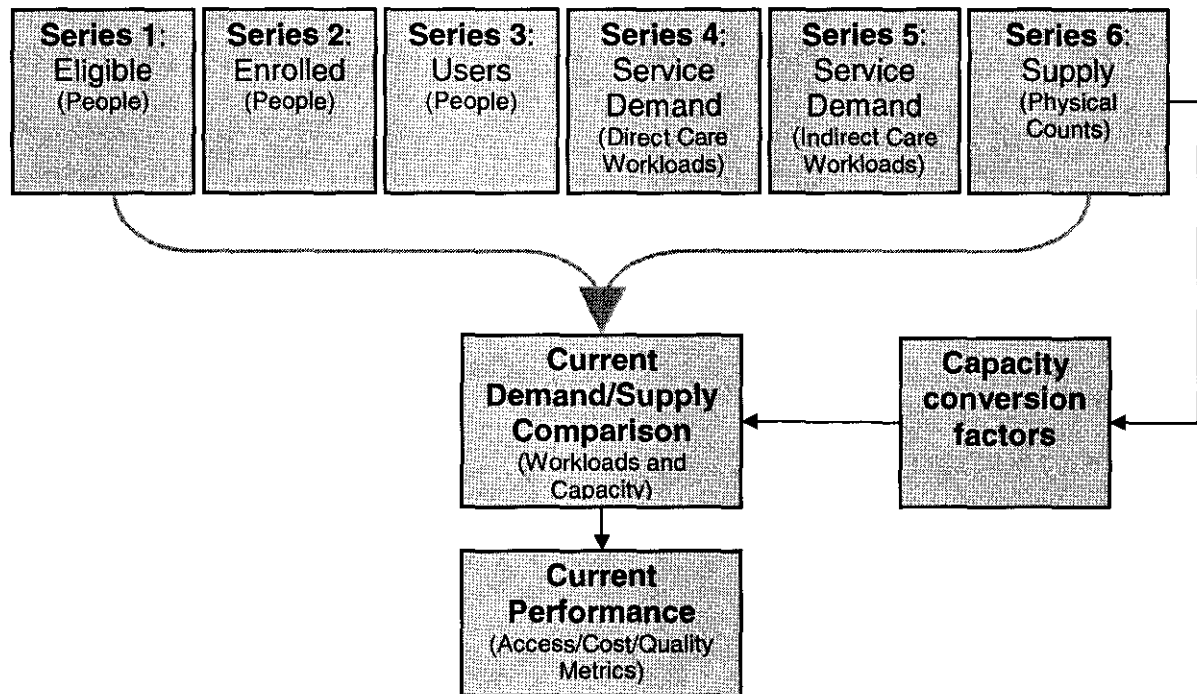 Series 1:
Eligible
(People)
Series 2:
Enrolled
(People)
Series 3:
Users
(People)
Series 4:
Service
Demand
(Direct Care
Workloads)
Series 5:
Service
Demand
(Indirect Care
Workloads)
Series 6:
Supply
(Physical
Counts)
Current
Demand/Supply
Comparison
(Workloads and
Capacity)
Capacity
conversion
factors
Current
Performance
(Access/Cost/Quality
Metrics)